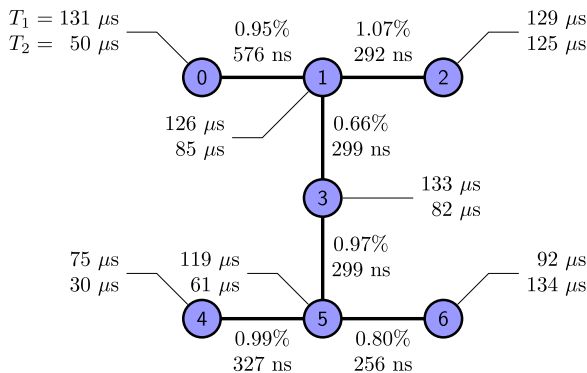 T₁ = 131 μs
T₂ = 50 μs
0.95%
576 ns
1.07%
292 ns
129 μs
125 μs
0
1
2
126 μs
85 μs
0.66%
299 ns
3
133 μs
82 μs
0.97%
299 ns
75 μs
30 μs
119 μs
61 μs
92 μs
134 μs
4
5
6
0.99%
327 ns
0.80%
256 ns